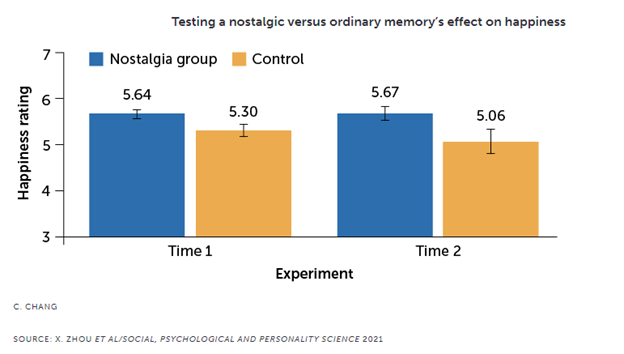 Testing a nostalgic versus ordinary memory's effect on happiness
Nostalgia group
Control
Happiness rating
7
6
5
4
3
5.64
5.30
5.67
5.06
Time 1
Time 2
Experiment
C. CHANG
SOURCE: X. ZHOU ET AL/SOCIAL, PSYCHOLOGICAL AND PERSONALITY SCIENCE 2021